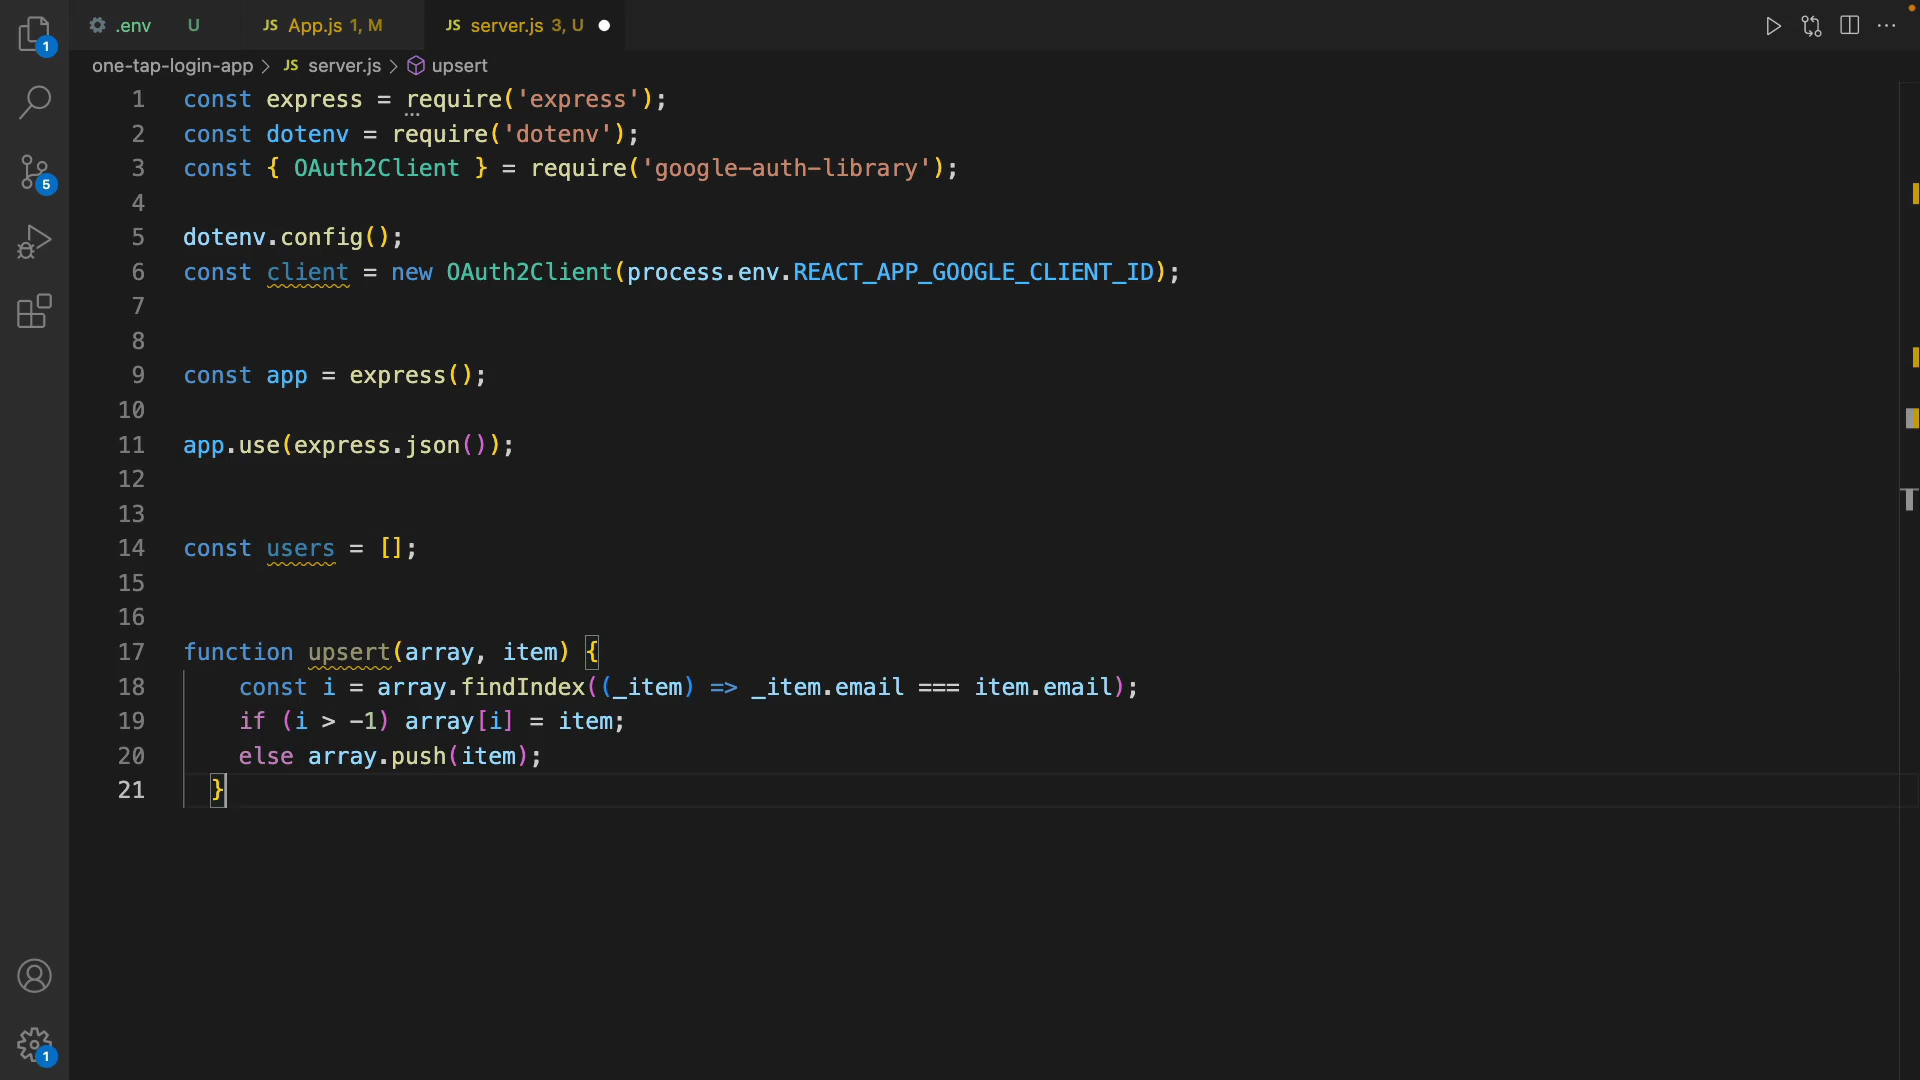 .env U JS App.js 1, M JS server.js 3, U
one-tap-login-app > JS server.js > upsert
1 const express = require('express');
2 const dotenv = require('dotenv');
3 const { OAuth2Client } = require('google-auth-library');
4
5 dotenv.config();
6 const client = new OAuth2Client(process.env.REACT_APP_GOOGLE_CLIENT_ID);
7
8
9 const app = express();
10
11 app.use(express.json());
12
13
14 const users = [];
15
16
17 function upsert(array, item) {
18 const i = array.findIndex((_item) => _item.email === item.email);
19 if (i > -1) array[i] = item;
20 else array.push(item);
21 }
1
5
1